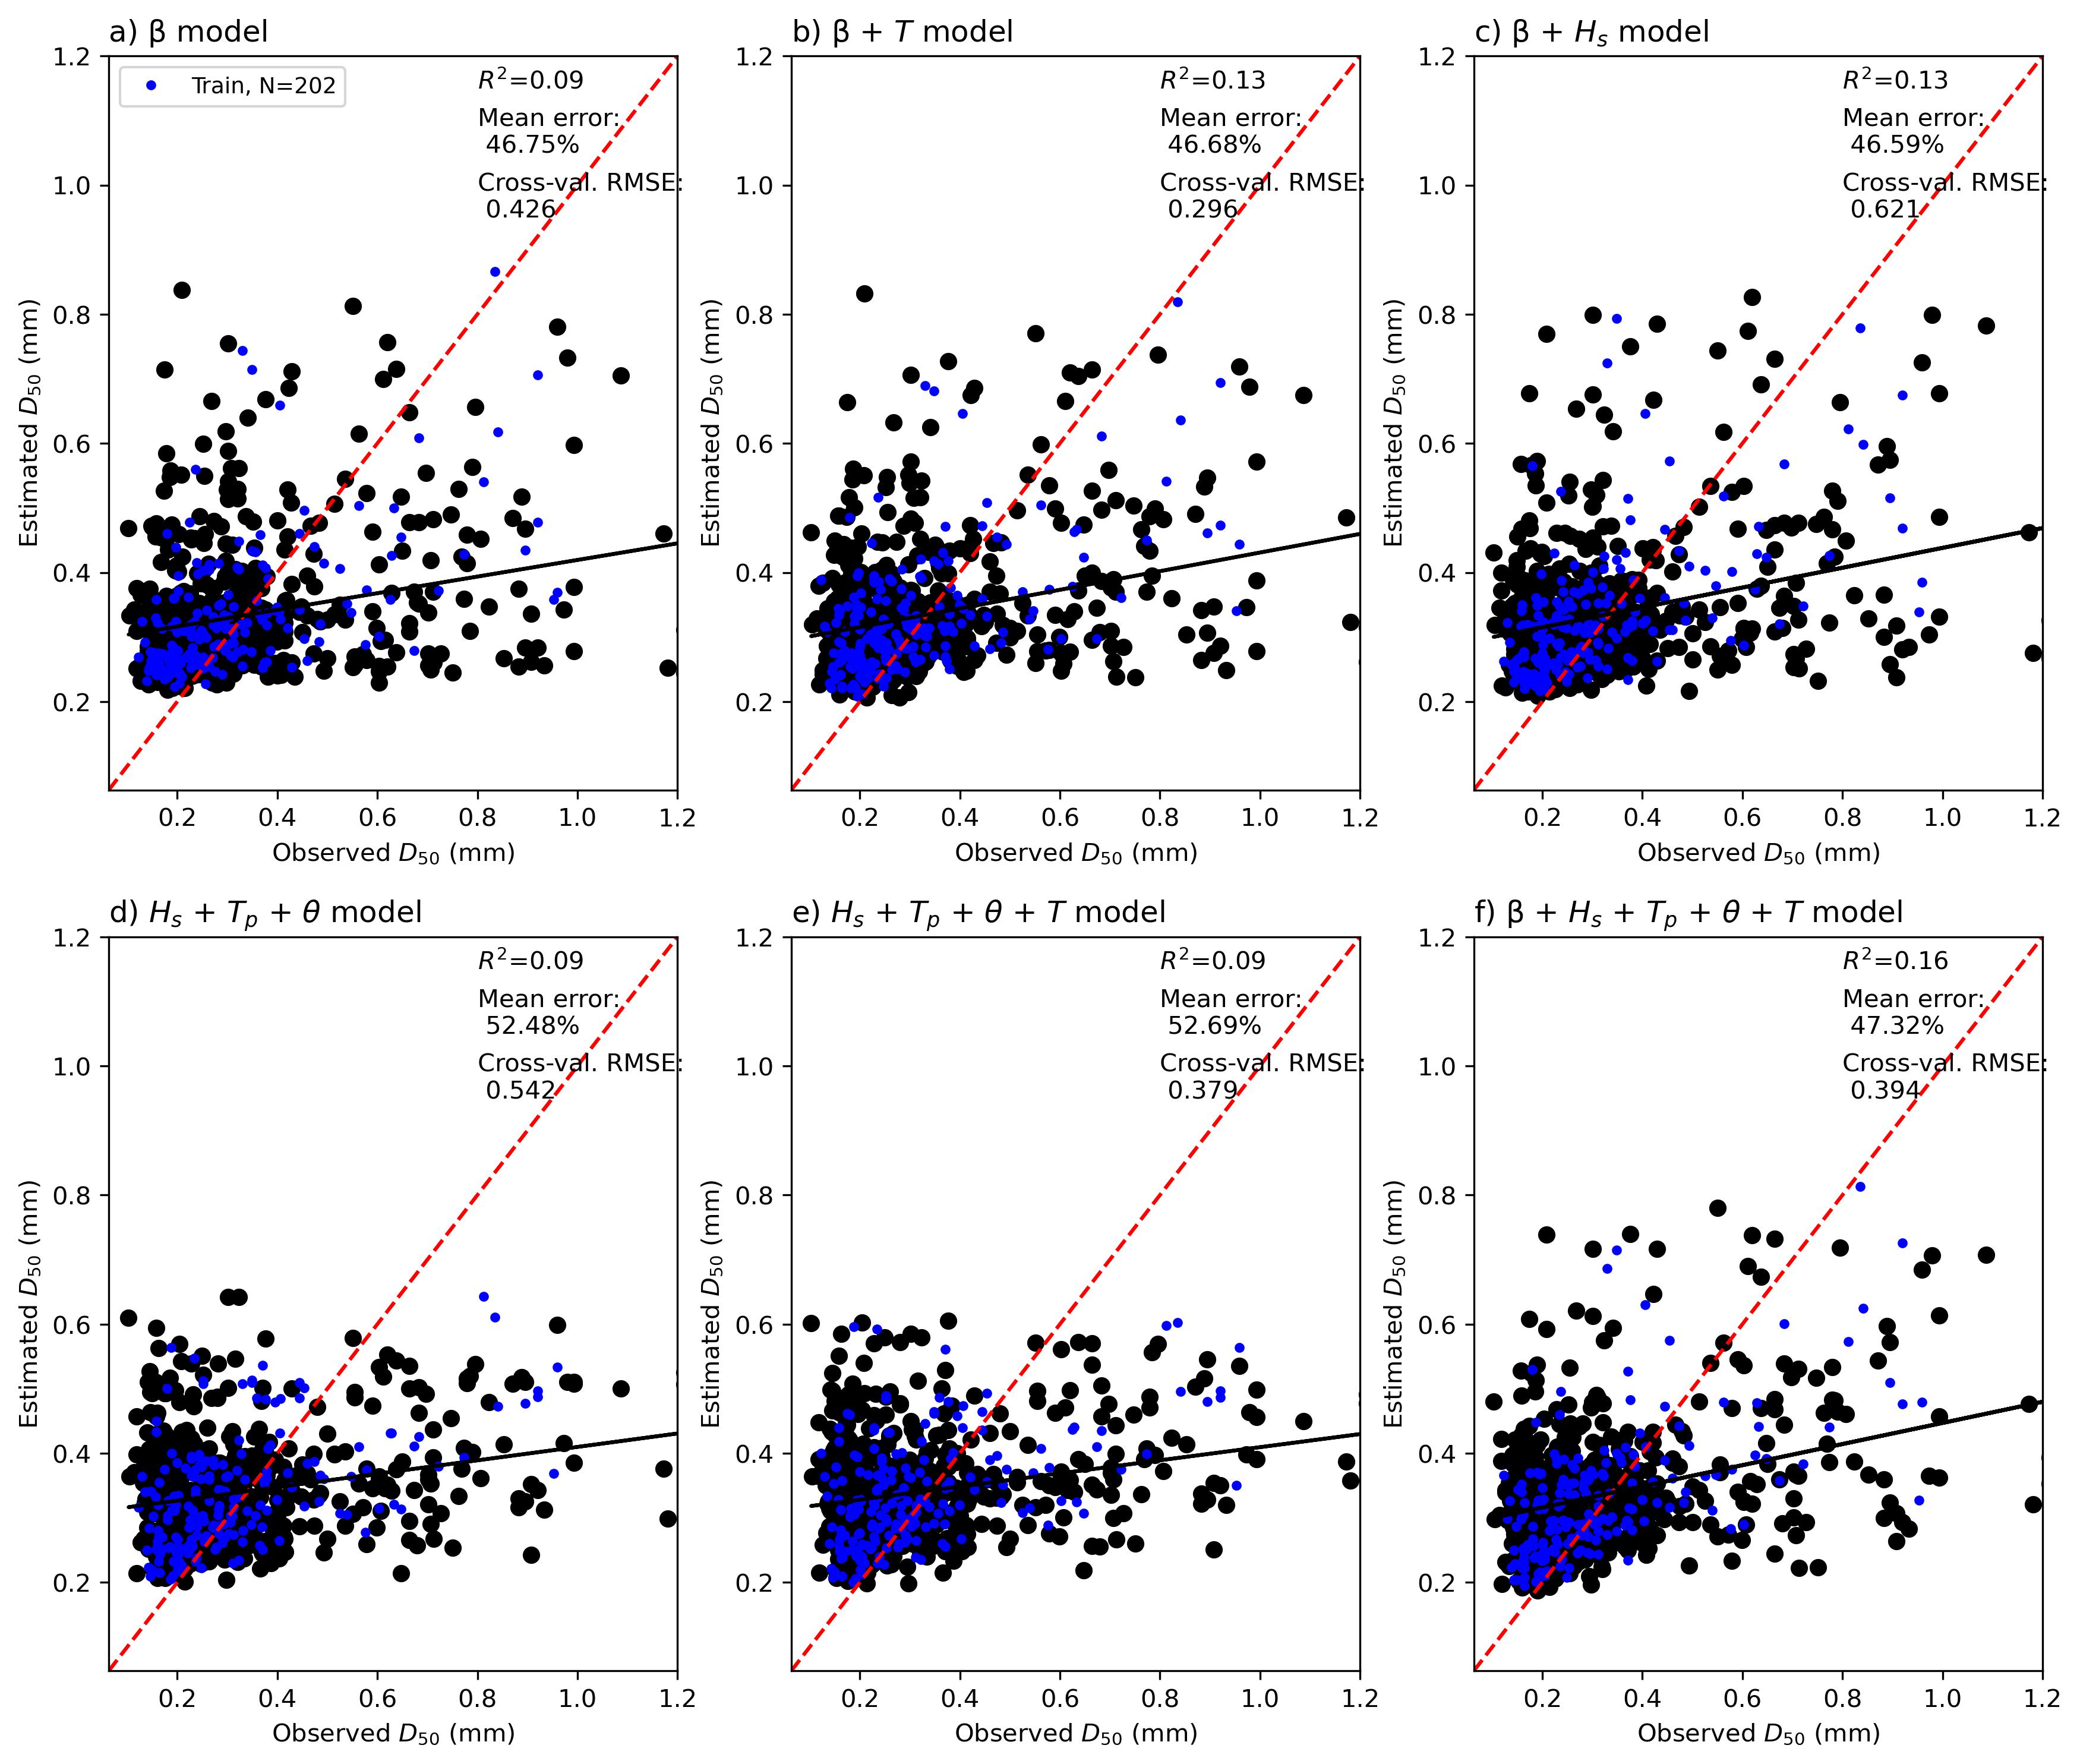 a) β model
b) β + T model
c) β + Hₛ model
1.2
1.0
0.8
0.6
0.4
0.2
Estimated D₅₀ (mm)
Train, N=202
R²=0.09
Mean error:
46.75%
Cross-val. RMSE:
0.426
0.2 0.4 0.6 0.8 1.0 1.2
Observed D₅₀ (mm)
1.2
1.0
0.8
0.6
0.4
0.2
Estimated D₅₀ (mm)
R²=0.13
Mean error:
46.68%
Cross-val. RMSE:
0.296
0.2 0.4 0.6 0.8 1.0 1.2
Observed D₅₀ (mm)
1.2
1.0
0.8
0.6
0.4
0.2
Estimated D₅₀ (mm)
R²=0.13
Mean error:
46.59%
Cross-val. RMSE:
0.621
0.2 0.4 0.6 0.8 1.0 1.2
Observed D₅₀ (mm)
d) Hₛ + Tₚ + θ model
e) Hₛ + Tₚ + θ + T model
f) β + Hₛ + Tₚ + θ + T model
1.2
1.0
0.8
0.6
0.4
0.2
Estimated D₅₀ (mm)
R²=0.09
Mean error:
52.48%
Cross-val. RMSE:
0.542
0.2 0.4 0.6 0.8 1.0 1.2
Observed D₅₀ (mm)
1.2
1.0
0.8
0.6
0.4
0.2
Estimated D₅₀ (mm)
R²=0.09
Mean error:
52.69%
Cross-val. RMSE:
0.379
0.2 0.4 0.6 0.8 1.0 1.2
Observed D₅₀ (mm)
1.2
1.0
0.8
0.6
0.4
0.2
Estimated D₅₀ (mm)
R²=0.16
Mean error:
47.32%
Cross-val. RMSE:
0.394
0.2 0.4 0.6 0.8 1.0 1.2
Observed D₅₀ (mm)